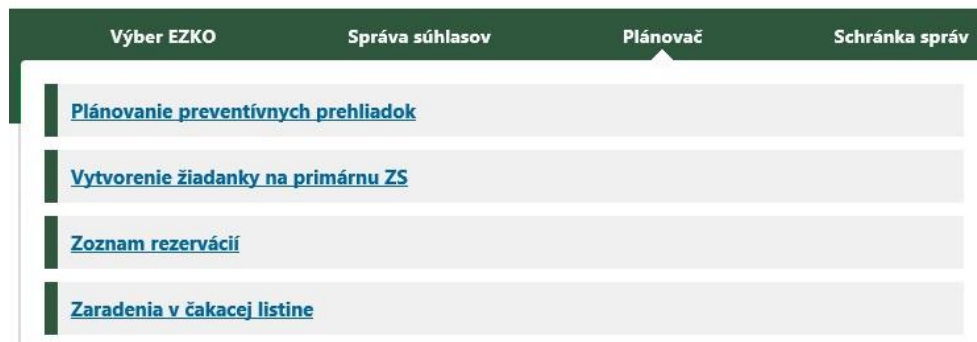 Výber EZKO Správa súhlasov Plánovač Schránka správ
Plánovanie preventívnych prehliadok
Vytvorenie žiadanky na primárnu ZS
Zoznam rezervácií
Zaradenia v čakacej listine